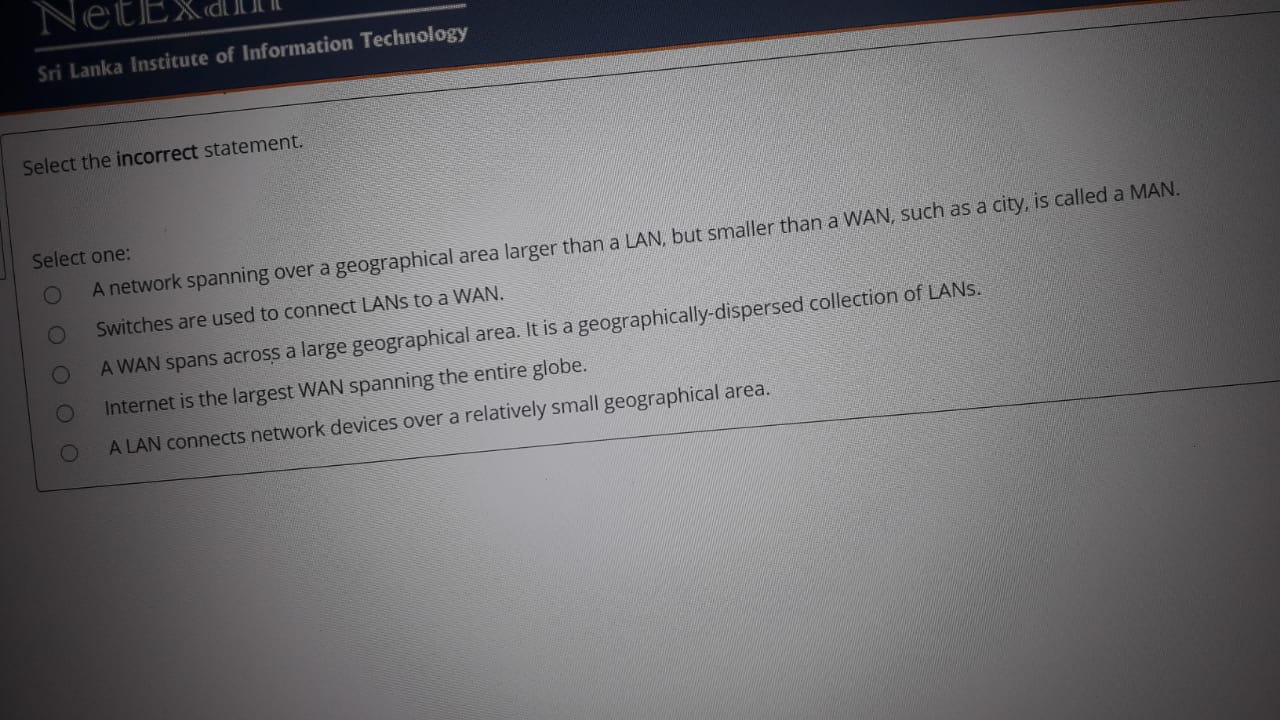 NetExam
Sri Lanka Institute of Information Technology
Select the incorrect statement.
Select one:
A network spanning over a geographical area larger than a LAN, but smaller than a WAN, such as a city, is called a MAN.
Switches are used to connect LANs to a WAN.
A WAN spans across a large geographical area. It is a geographically-dispersed collection of LANs.
Internet is the largest WAN spanning the entire globe.
A LAN connects network devices over a relatively small geographical area.